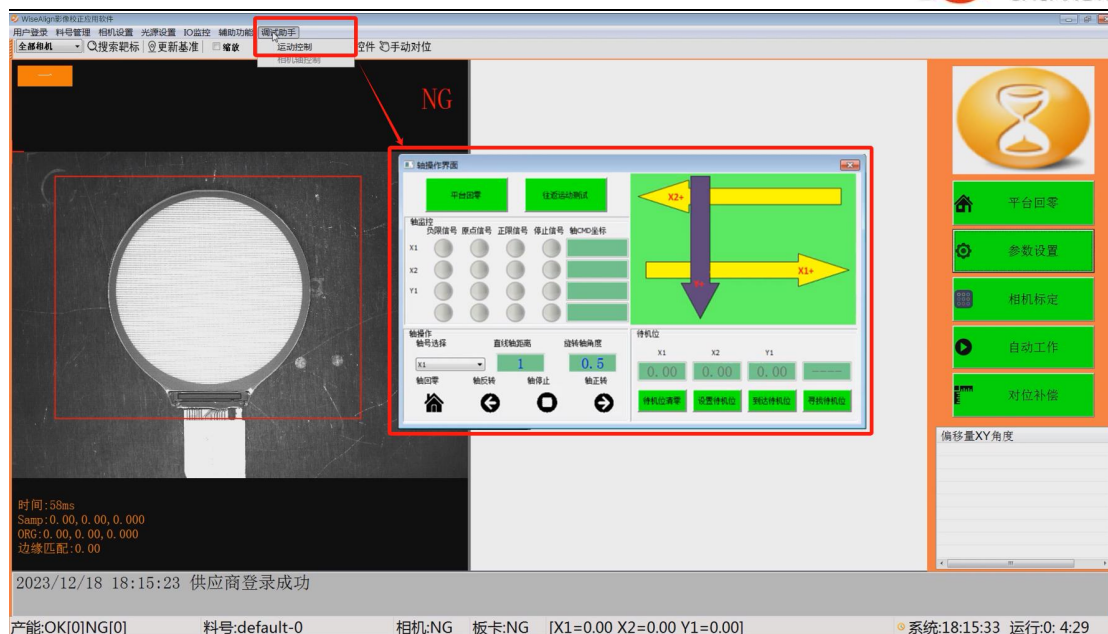 WiseAlign影像校正应用软件
用户登录 料号管理 相机设置 光源设置 IO监控 辅助功能 调试助手
全部相机 搜索靶标 更新基准 缩放 运动控制 控件 手动对位
相机轴控制
一
NG
轴操作界面
平台回零 往返运动测试
X2+
X1+
轴监控
负限信号 原点信号 正限信号 停止信号 轴CMD坐标
X1
X2
Y1
轴操作
轴号选择 直线轴距离 旋转轴角度
X1 1 0.5
轴回零 轴反转 轴停止 轴正转
待机位
X1 X2 Y1
0.00 0.00 0.00 ----
待机位清零 设置待机位 到达待机位 寻找待机位
平台回零
参数设置
相机标定
自动工作
对位补偿
偏移量XY角度
时间:58ms
Samp:0.00,0.00,0.000
ORG:0.00,0.00,0.000
边缘匹配:0.00
2023/12/18 18:15:23 供应商登录成功
产能:OK[0]NG[0] 料号:default-0 相机:NG 板卡:NG [X1=0.00 X2=0.00 Y1=0.00] 系统:18:15:33 运行:0: 4:29